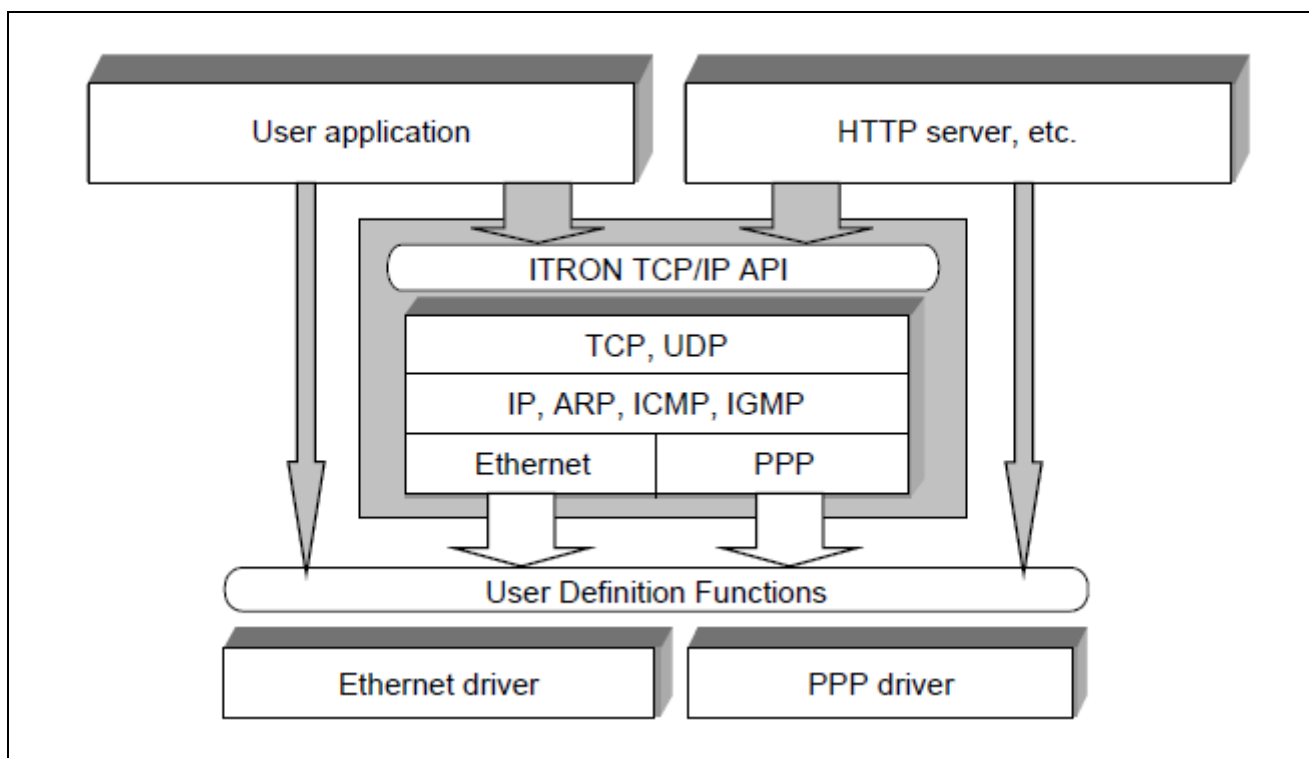 User application
HTTP server, etc.
ITRON TCP/IP API
TCP, UDP
IP, ARP, ICMP, IGMP
Ethernet
PPP
User Definition Functions
Ethernet driver
PPP driver